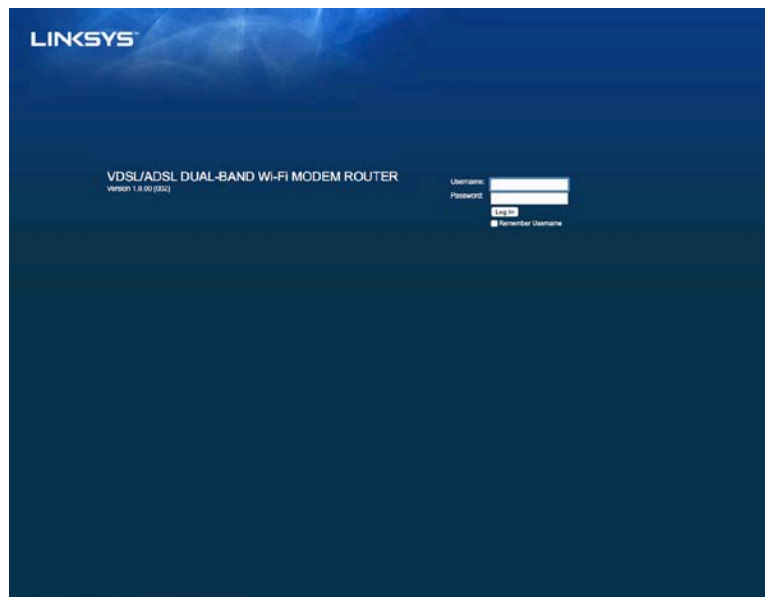 LINKSYS
VDSL/ADSL DUAL-BAND Wi-Fi MODEM ROUTER
Version 1.0.00 (002)
Username:
Password:
Log In
Remember Username